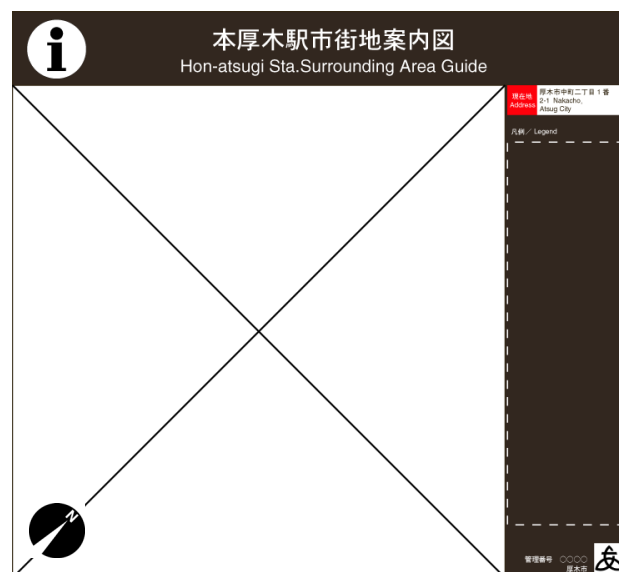 i
本厚木駅市街地案内図
Hon-atsugi Sta.Surrounding Area Guide
現在地
Address
厚木市中町二丁目1番
2-1 Nakacho,
Atsug City
凡例／Legend
N
管理番号 ○○○○
厚木市